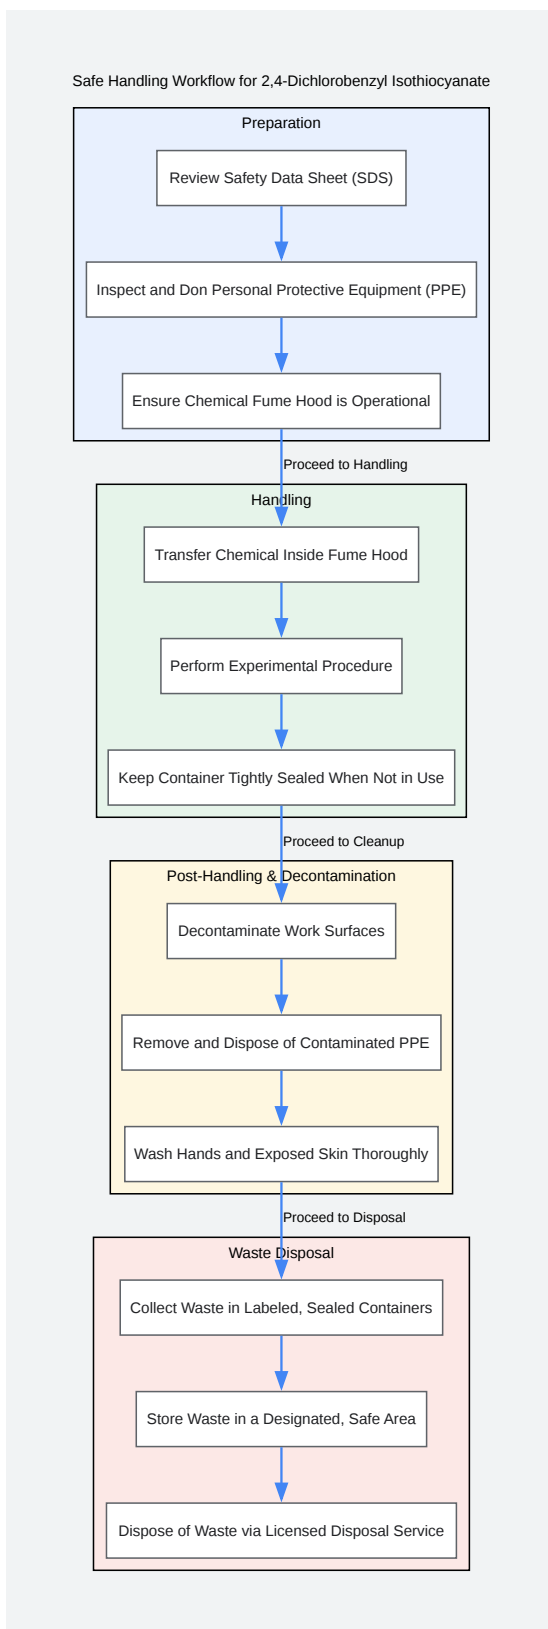 Safe Handling Workflow for 2,4-Dichlorobenzyl Isothiocyanate
Preparation
Review Safety Data Sheet (SDS)
Inspect and Don Personal Protective Equipment (PPE)
Ensure Chemical Fume Hood is Operational
Proceed to Handling
Handling
Transfer Chemical Inside Fume Hood
Perform Experimental Procedure
Keep Container Tightly Sealed When Not in Use
Proceed to Cleanup
Post-Handling & Decontamination
Decontaminate Work Surfaces
Remove and Dispose of Contaminated PPE
Wash Hands and Exposed Skin Thoroughly
Proceed to Disposal
Waste Disposal
Collect Waste in Labeled, Sealed Containers
Store Waste in a Designated, Safe Area
Dispose of Waste via Licensed Disposal Service